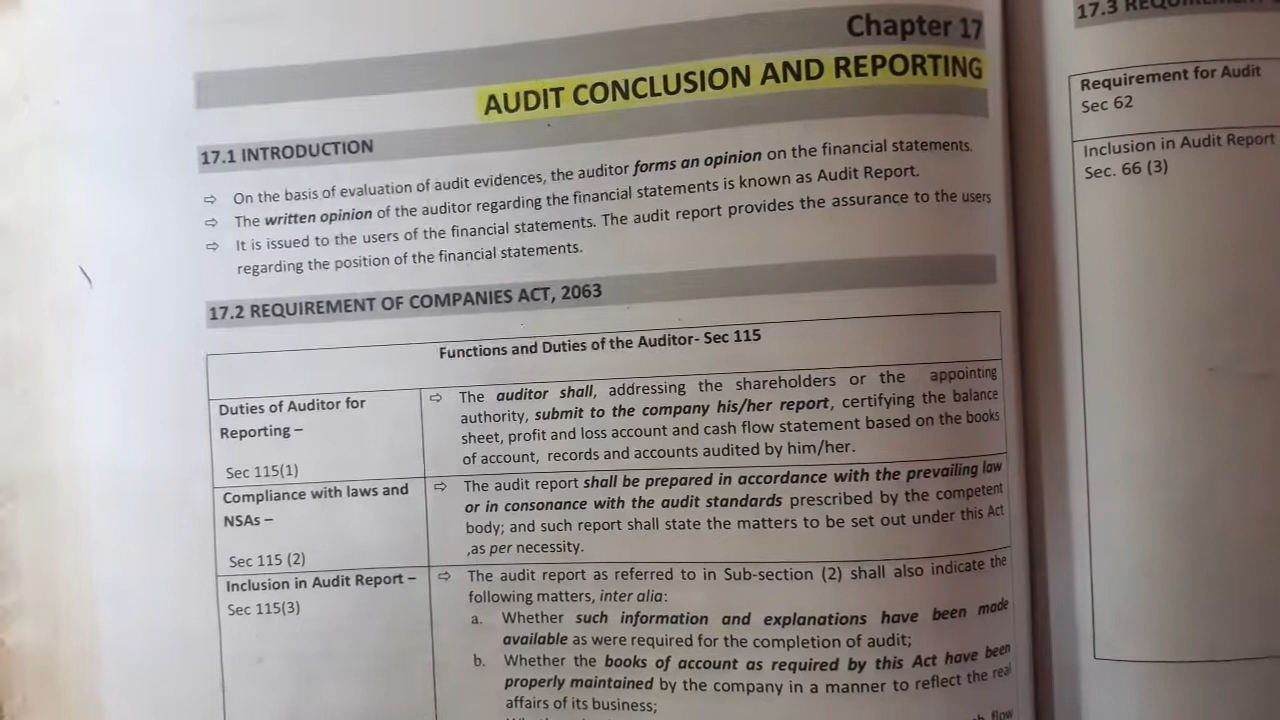 Chapter 17
AUDIT CONCLUSION AND REPORTING
17.1 INTRODUCTION
⇨ On the basis of evaluation of audit evidences, the auditor forms an opinion on the financial statements.
⇨ The written opinion of the auditor regarding the financial statements is known as Audit Report.
⇨ It is issued to the users of the financial statements. The audit report provides the assurance to the users
regarding the position of the financial statements.
17.2 REQUIREMENT OF COMPANIES ACT, 2063
Functions and Duties of the Auditor- Sec 115
Duties of Auditor for
Reporting –
Sec 115(1)
⇨ The auditor shall, addressing the shareholders or the appointing
authority, submit to the company his/her report, certifying the balance
sheet, profit and loss account and cash flow statement based on the books
of account, records and accounts audited by him/her.
Compliance with laws and
NSAs –
Sec 115 (2)
⇨ The audit report shall be prepared in accordance with the prevailing law
or in consonance with the audit standards prescribed by the competent
body; and such report shall state the matters to be set out under this Act
,as per necessity.
Inclusion in Audit Report –
Sec 115(3)
⇨ The audit report as referred to in Sub-section (2) shall also indicate the
following matters, inter alia:
a. Whether such information and explanations have been made
available as were required for the completion of audit;
b. Whether the books of account as required by this Act have been
properly maintained by the company in a manner to reflect the real
affairs of its business;
flow
17.3
Requirement for Audit
Sec 62
Inclusion in Audit Report
Sec. 66 (3)